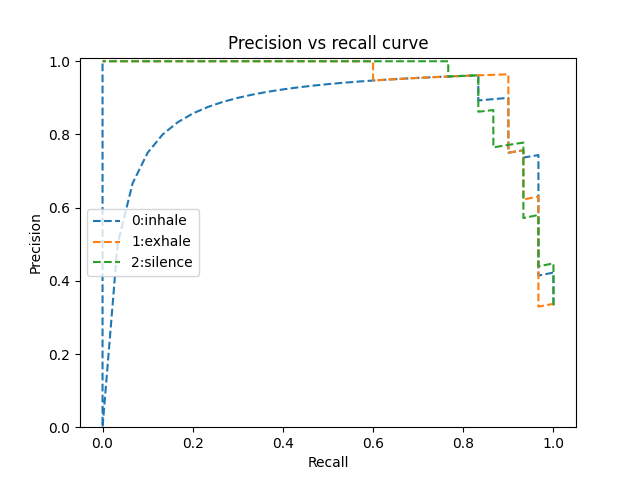 Precision vs recall curve
1.0
0.8
0.6
0.4
0.2
0.0
Precision
0:inhale
1:exhale
2:silence
0.0 0.2 0.4 0.6 0.8 1.0
Recall